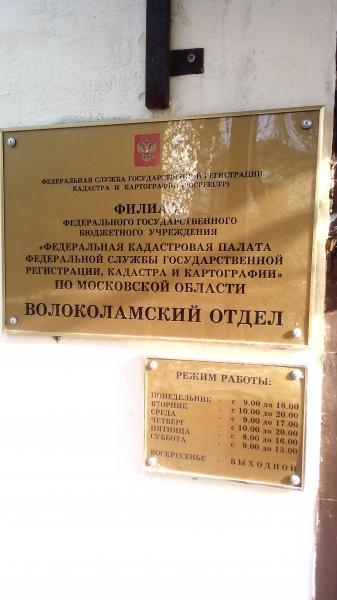 ФЕДЕРАЛЬНАЯ СЛУЖБА ГОСУДАРСТВЕННОЙ РЕГИСТРАЦИИ,
КАДАСТРА И КАРТОГРАФИИ (РОСРЕЕСТР)
ФИЛИАЛ
ФЕДЕРАЛЬНОГО ГОСУДАРСТВЕННОГО
БЮДЖЕТНОГО УЧРЕЖДЕНИЯ
«ФЕДЕРАЛЬНАЯ КАДАСТРОВАЯ ПАЛАТА
ФЕДЕРАЛЬНОЙ СЛУЖБЫ ГОСУДАРСТВЕННОЙ
РЕГИСТРАЦИИ, КАДАСТРА И КАРТОГРАФИИ»
ПО МОСКОВСКОЙ ОБЛАСТИ
ВОЛОКОЛАМСКИЙ ОТДЕЛ
РЕЖИМ РАБОТЫ:
ПОНЕДЕЛЬНИК - с 9.00 до 16.00
ВТОРНИК - с 10.00 до 20.00
СРЕДА - с 9.00 до 17.00
ЧЕТВЕРГ - с 10.00 до 20.00
ПЯТНИЦА - с 8.00 до 16.00
СУББОТА - с 9.00 до 13.00
ВОСКРЕСЕНЬЕ - ВЫХОДНОЙ